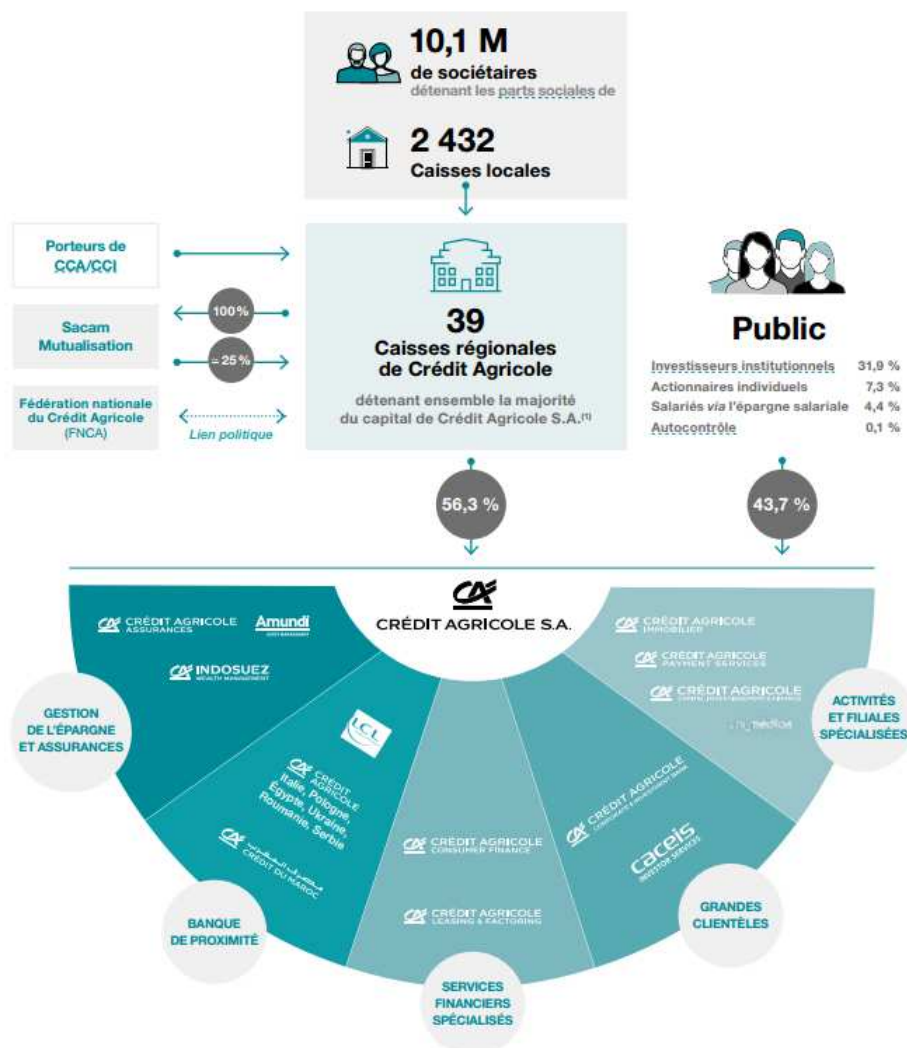 10,1 M
de sociétaires
détenant les parts sociales de
2 432
Caisses locales
Porteurs de
CCA/CCI
100 %
Sacam
Mutualisation
= 25 %
Fédération nationale
du Crédit Agricole
(FNCA)
Lien politique
39
Caisses régionales
de Crédit Agricole
détenant ensemble la majorité
du capital de Crédit Agricole S.A.(1)
Public
Investisseurs institutionnels 31,9 %
Actionnaires individuels 7,3 %
Salariés via l'épargne salariale 4,4 %
Autocontrôle 0,1 %
56,3 %
43,7 %
CRÉDIT AGRICOLE S.A.
CRÉDIT AGRICOLE
ASSURANCES
Amundi
ASSET MANAGEMENT
INDOSUEZ
WEALTH MANAGEMENT
GESTION
DE L'ÉPARGNE
ET ASSURANCES
LCL
CRÉDIT
AGRICOLE
Italie, Pologne,
Égypte, Ukraine,
Roumanie, Serbie
مصرف المغرب
CRÉDIT DU MAROC
BANQUE
DE PROXIMITÉ
CRÉDIT AGRICOLE
CONSUMER FINANCE
CRÉDIT AGRICOLE
LEASING & FACTORING
SERVICES
FINANCIERS
SPÉCIALISÉS
CRÉDIT AGRICOLE
CORPORATE & INVESTMENT BANK
caceis
INVESTOR SERVICES
GRANDES
CLIENTÈLES
CRÉDIT AGRICOLE
IMMOBILIER
CRÉDIT AGRICOLE
PAYMENT SERVICES
CRÉDIT AGRICOLE
ACTIVITÉS
ET FILIALES
SPÉCIALISÉES